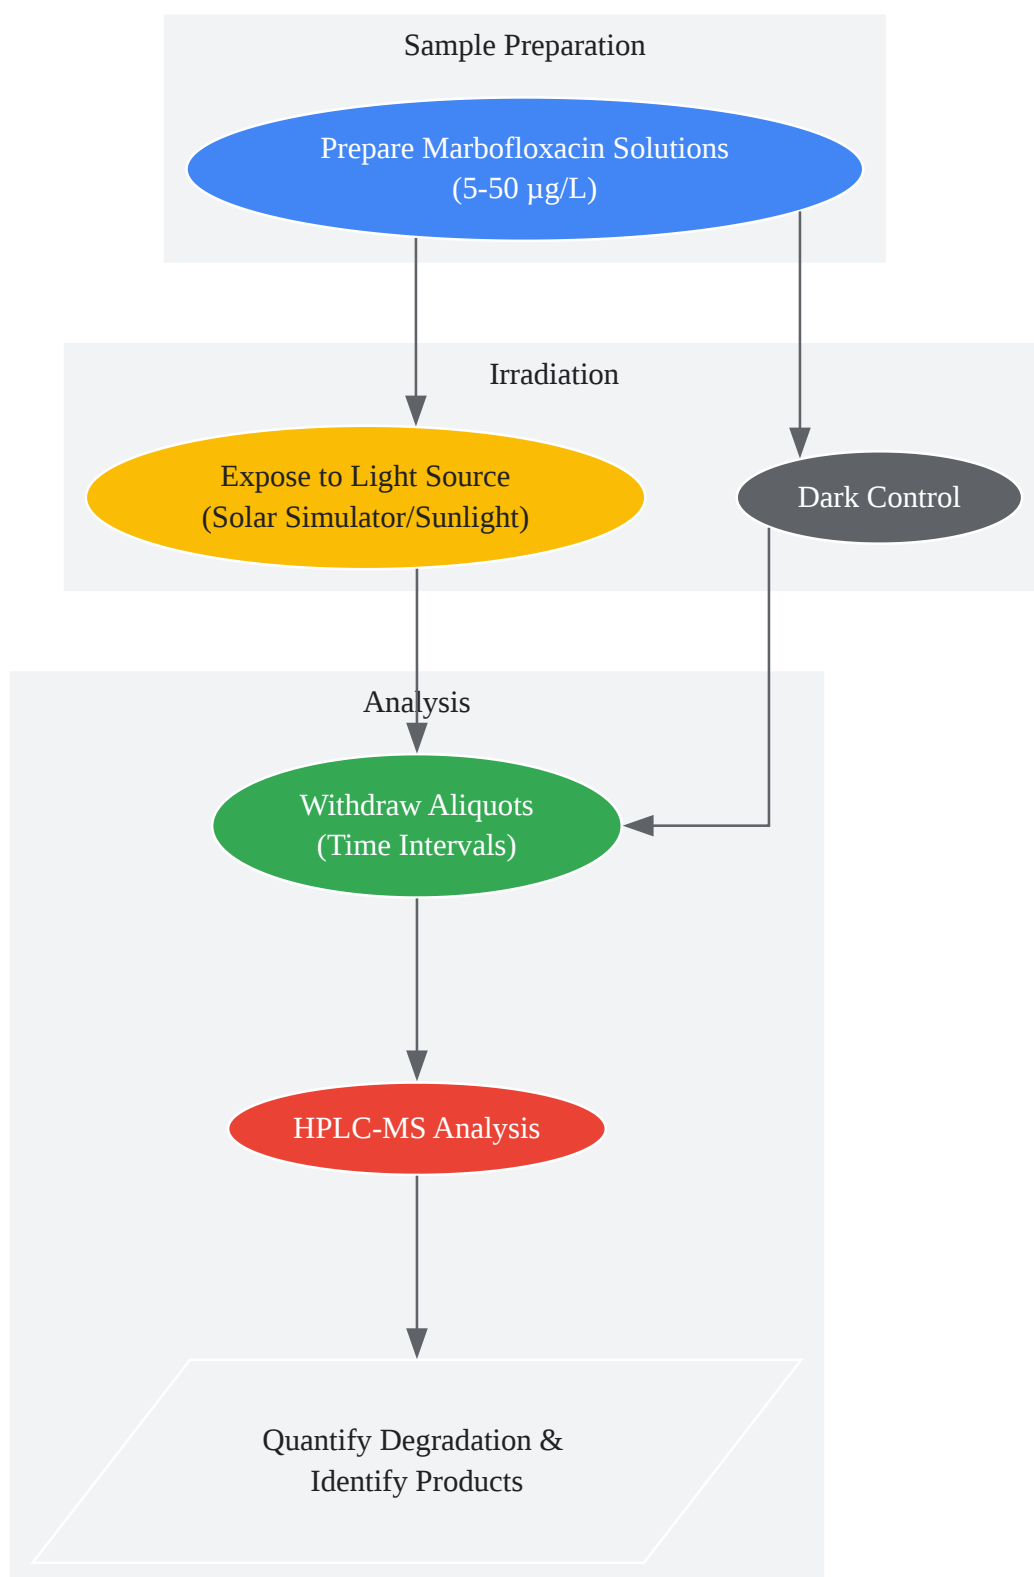 Sample Preparation
Prepare Marbofloxacin Solutions
(5-50 µg/L)
Irradiation
Expose to Light Source
(Solar Simulator/Sunlight)
Dark Control
Analysis
Withdraw Aliquots
(Time Intervals)
HPLC-MS Analysis
Quantify Degradation &
Identify Products